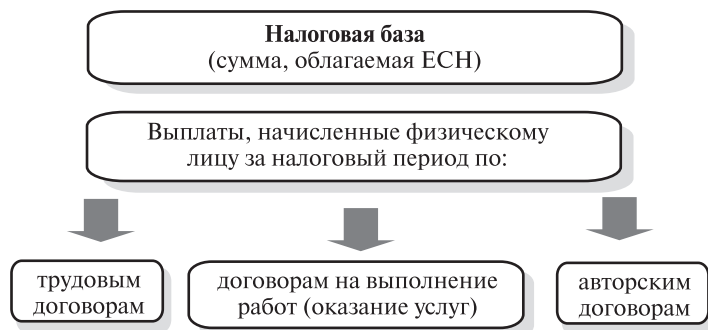 Налоговая база
(сумма, облагаемая ЕСН)
Выплаты, начисленные физическому
лицу за налоговый период по:
трудовым
договорам
договорам на выполнение
работ (оказание услуг)
авторским
договорам